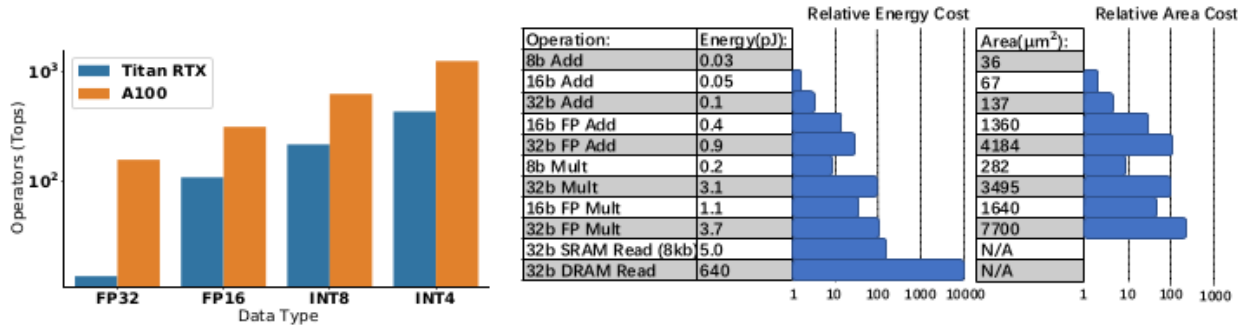 10³
10²
Operators (Tops)
Titan RTX
A100
FP32 FP16 INT8 INT4
Data Type
Relative Energy Cost
Operation: Energy(pJ):
8b Add 0.03
16b Add 0.05
32b Add 0.1
16b FP Add 0.4
32b FP Add 0.9
8b Mult 0.2
32b Mult 3.1
16b FP Mult 1.1
32b FP Mult 3.7
32b SRAM Read (8kb) 5.0
32b DRAM Read 640
1 10 100 1000 10000
Relative Area Cost
Area(μm²):
36
67
137
1360
4184
282
3495
1640
7700
N/A
N/A
1 10 100 1000